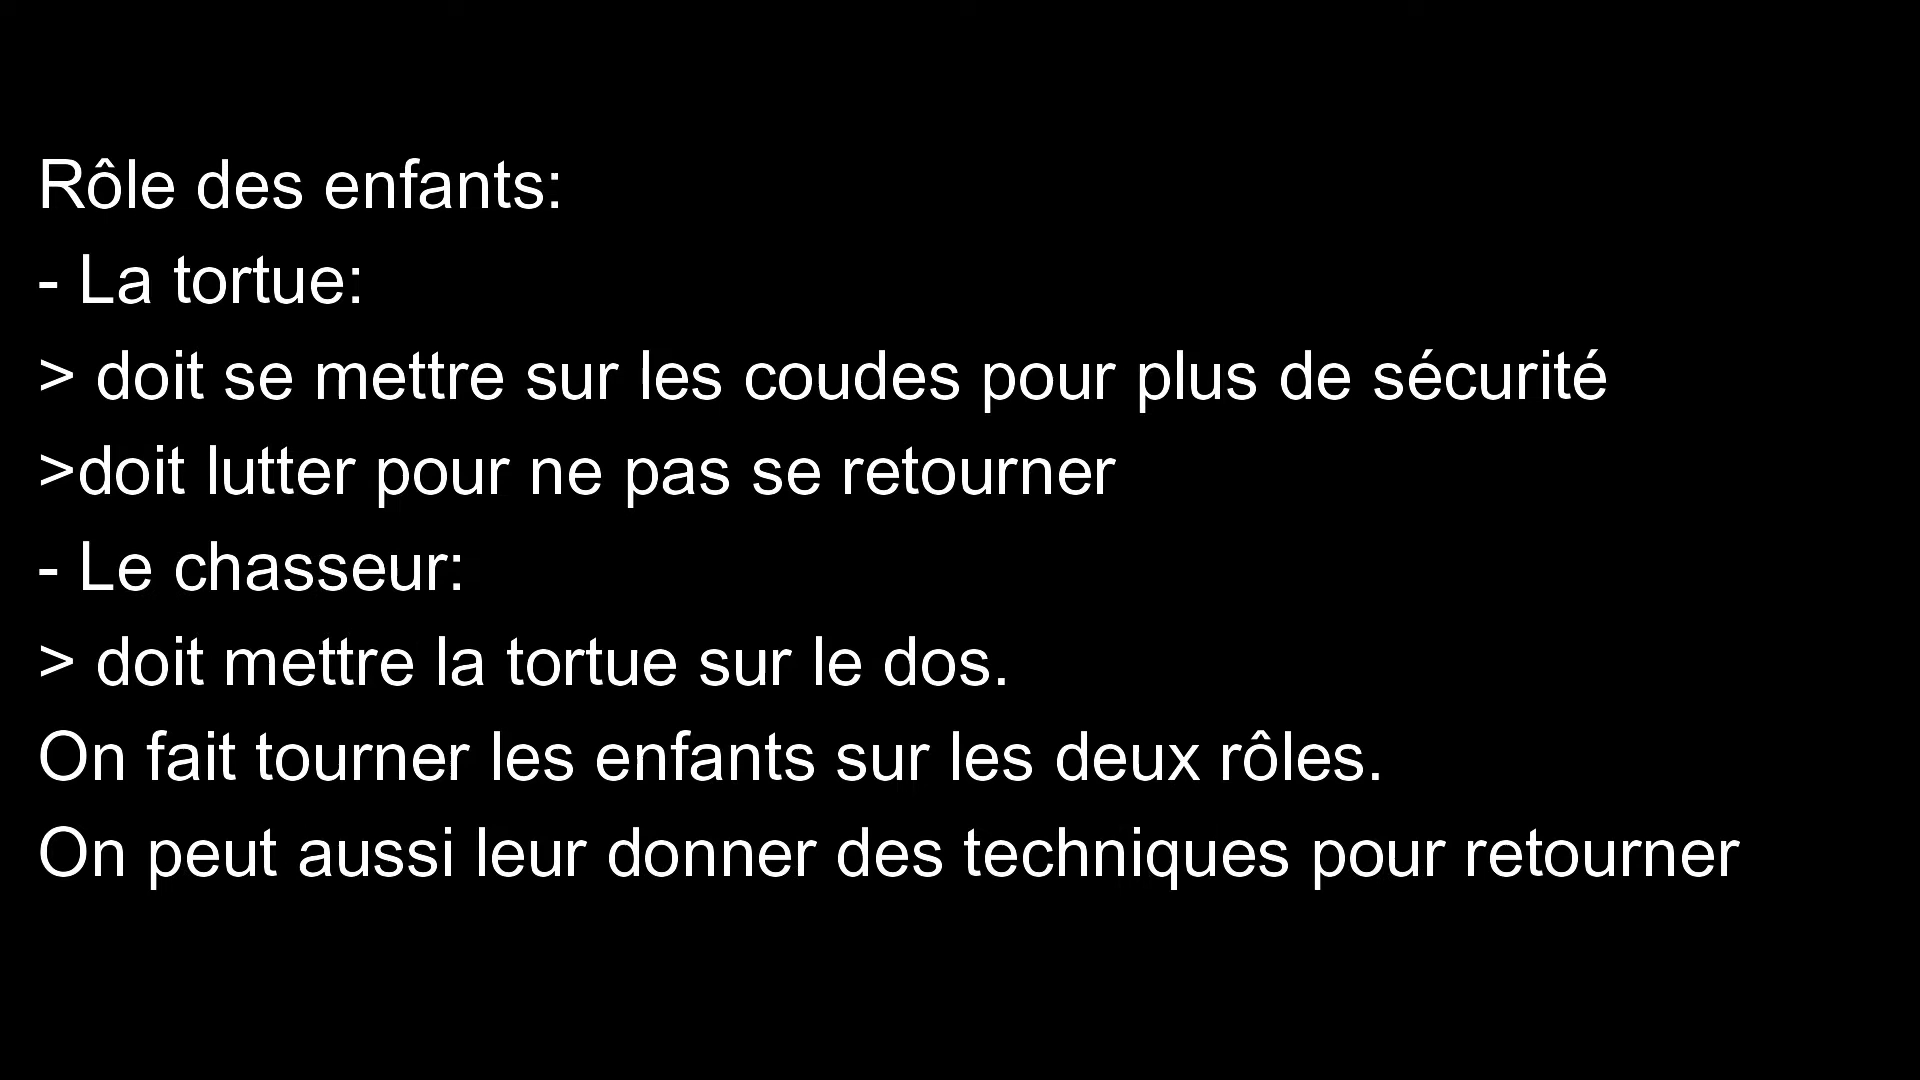 Rôle des enfants:
- La tortue:
> doit se mettre sur les coudes pour plus de sécurité
>doit lutter pour ne pas se retourner
- Le chasseur:
> doit mettre la tortue sur le dos.
On fait tourner les enfants sur les deux rôles.
On peut aussi leur donner des techniques pour retourner